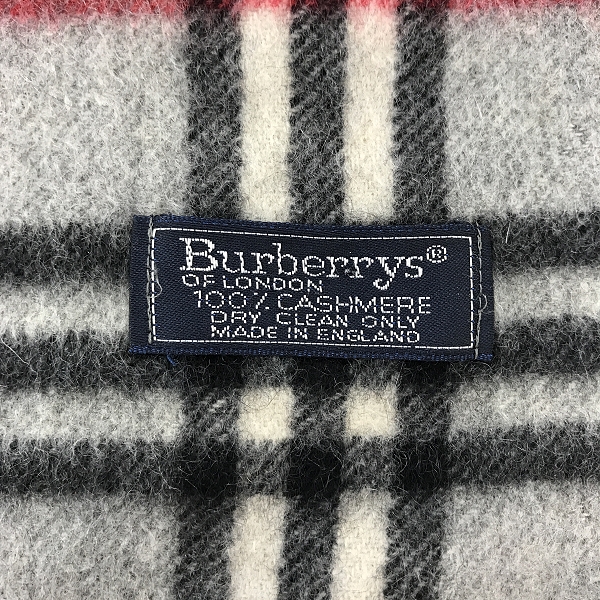 Burberrys®
OF LONDON
100% CASHMERE
DRY CLEAN ONLY
MADE IN ENGLAND